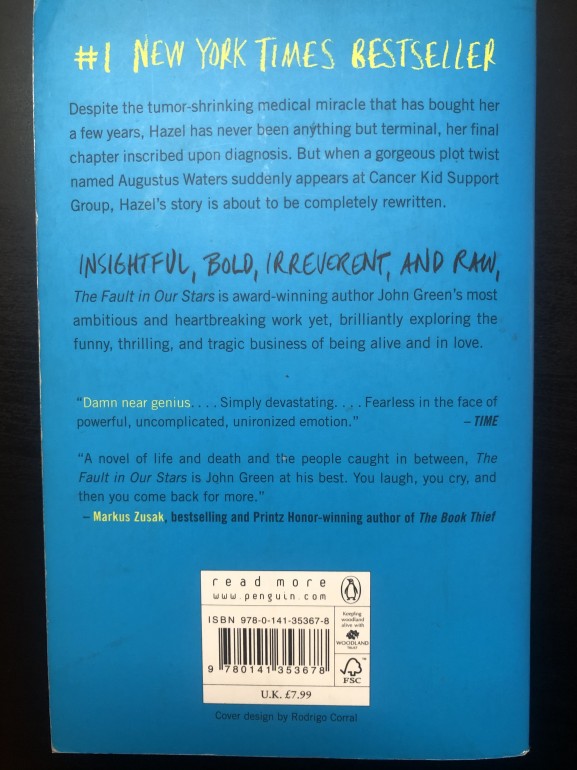 #1 NEW YORK TIMES BESTSELLER
Despite the tumor-shrinking medical miracle that has bought her
a few years, Hazel has never been anything but terminal, her final
chapter inscribed upon diagnosis. But when a gorgeous plot twist
named Augustus Waters suddenly appears at Cancer Kid Support
Group, Hazel's story is about to be completely rewritten.
INSIGHTFUL, BOLD, IRREVERENT, AND RAW,
The Fault in Our Stars is award-winning author John Green's most
ambitious and heartbreaking work yet, brilliantly exploring the
funny, thrilling, and tragic business of being alive and in love.
“Damn near genius. . . . Simply devastating. . . . Fearless in the face of
powerful, uncomplicated, unironized emotion.” – TIME
“A novel of life and death and the people caught in between, The
Fault in Our Stars is John Green at his best. You laugh, you cry, and
then you come back for more.”
– Markus Zusak, bestselling and Printz Honor-winning author of The Book Thief
read more
www.penguin.com
ISBN 978-0-141-35367-8
9 780141 353678
Keeping
woodland
alive with
WOODLAND
TRUST
FSC
U.K. £7.99
Cover design by Rodrigo Corral